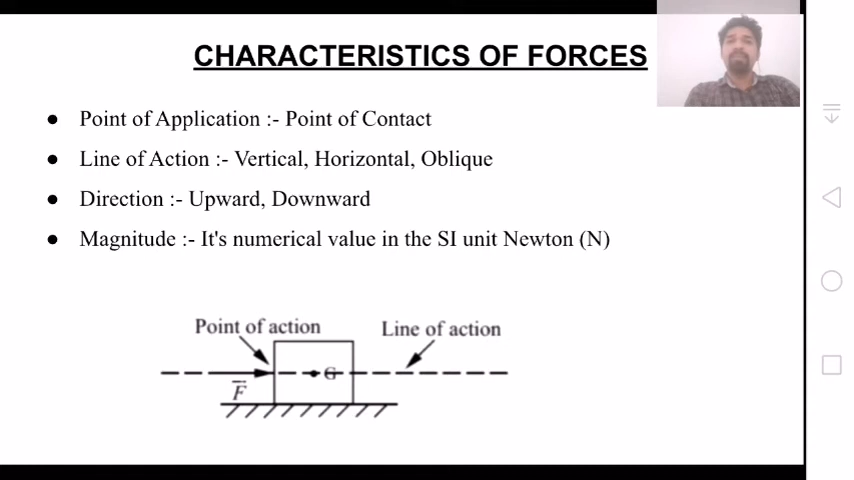 CHARACTERISTICS OF FORCES
● Point of Application :- Point of Contact
● Line of Action :- Vertical, Horizontal, Oblique
● Direction :- Upward, Downward
● Magnitude :- It's numerical value in the SI unit Newton (N)
Point of action
Line of action
G
F